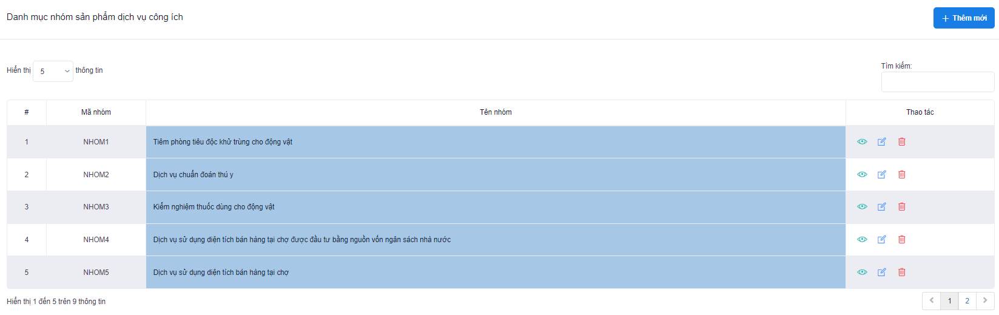 Danh mục nhóm sản phẩm dịch vụ công ích
Thêm mới
Hiển thị 5 thông tin
Tìm kiếm:
# Mã nhóm Tên nhóm Thao tác
1 NHOM1 Tiêm phòng tiêu độc khử trùng cho động vật
2 NHOM2 Dịch vụ chuẩn đoán thú y
3 NHOM3 Kiểm nghiệm thuốc dùng cho động vật
4 NHOM4 Dịch vụ sử dụng diện tích bán hàng tại chợ được đầu tư bằng nguồn vốn ngân sách nhà nước
5 NHOM5 Dịch vụ sử dụng diện tích bán hàng tại chợ
Hiển thị 1 đến 5 trên 9 thông tin
1 2